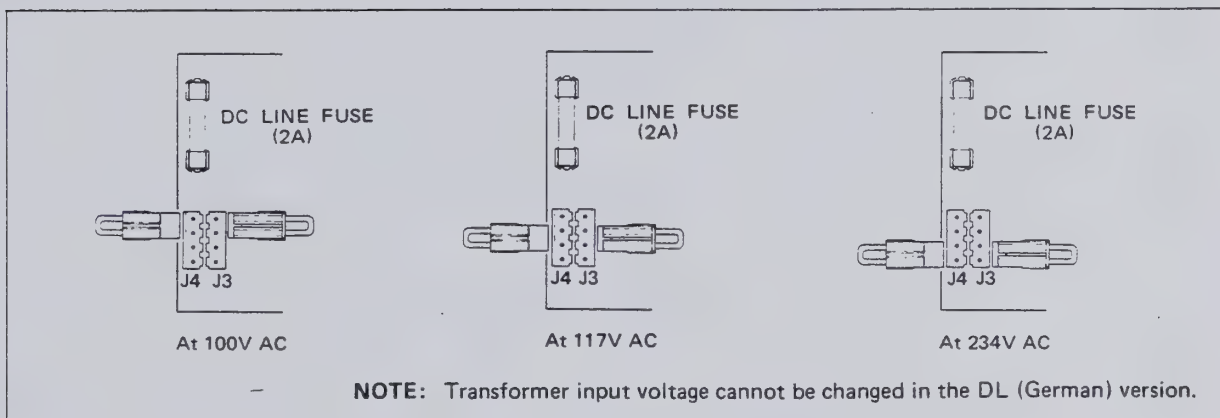 DC LINE FUSE
(2A)
J4 J3
At 100V AC
DC LINE FUSE
(2A)
J4 J3
At 117V AC
DC LINE FUSE
(2A)
J4 J3
At 234V AC
NOTE: Transformer input voltage cannot be changed in the DL (German) version.